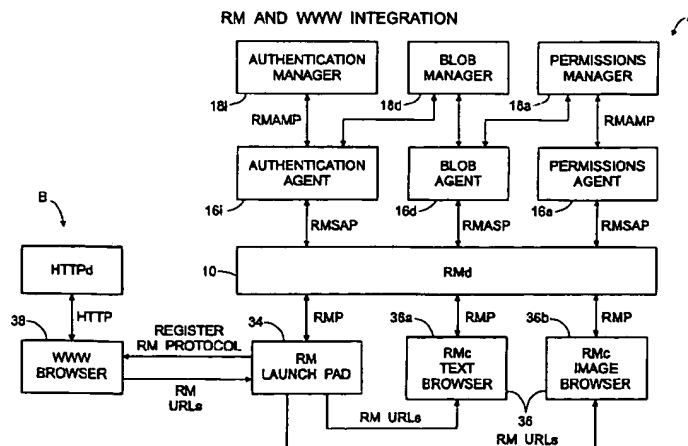 RM AND WWW INTEGRATION
AUTHENTICATION
MANAGER
BLOB
MANAGER
PERMISSIONS
MANAGER
18i
18d
18a
RMAMP
RMAMP
AUTHENTICATION
AGENT
BLOB
AGENT
PERMISSIONS
AGENT
16i
16d
16a
B
RMSAP
RMASP
RMSAP
HTTPd
10
RMd
HTTP
RMP
RMP
RMP
38
REGISTER
RM PROTOCOL
34
36a
36b
WWW
BROWSER
RM
LAUNCH PAD
RMc
TEXT
BROWSER
RMc
IMAGE
BROWSER
RM
URLs
RM URLs
36
RM URLs